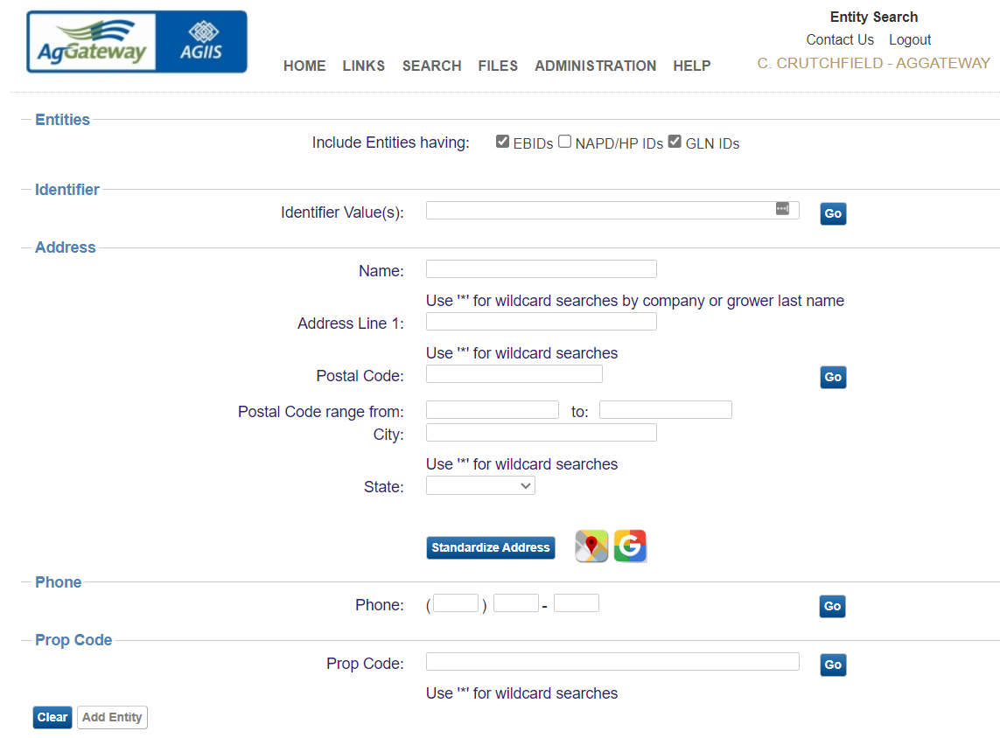 AgGateway
AGIIS
HOME LINKS SEARCH FILES ADMINISTRATION HELP
Entity Search
Contact Us Logout
C. CRUTCHFIELD - AGGATEWAY
Entities
Include Entities having: EBIDs NAPD/HP IDs GLN IDs
Identifier
Identifier Value(s): Go
Address
Name:
Use '*' for wildcard searches by company or grower last name
Address Line 1:
Use '*' for wildcard searches
Postal Code: Go
Postal Code range from: to:
City:
Use '*' for wildcard searches
State:
Standardize Address G
Phone
Phone: ( ) - Go
Prop Code
Prop Code: Go
Use '*' for wildcard searches
Clear Add Entity